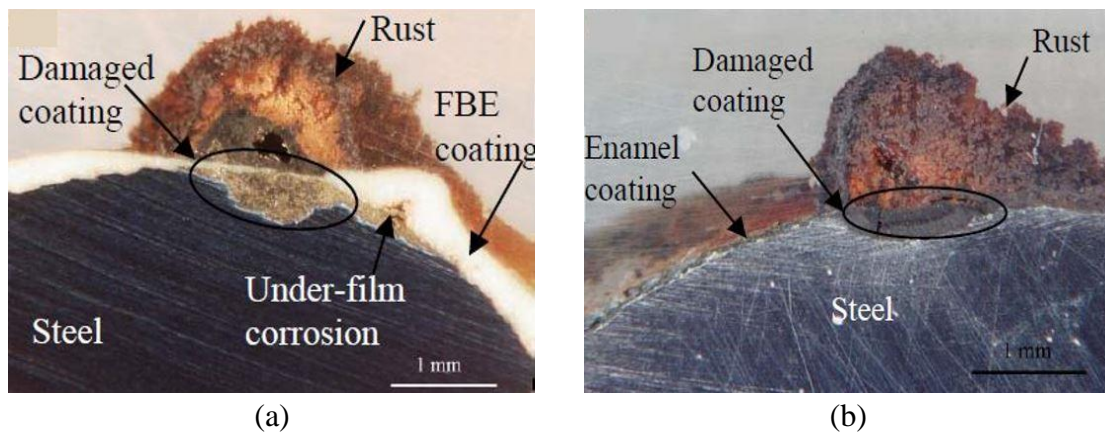 Rust
Damaged
coating
FBE
coating
Under-film
corrosion
Steel
1 mm
(a)
Rust
Damaged
coating
Enamel
coating
Steel
1 mm
(b)